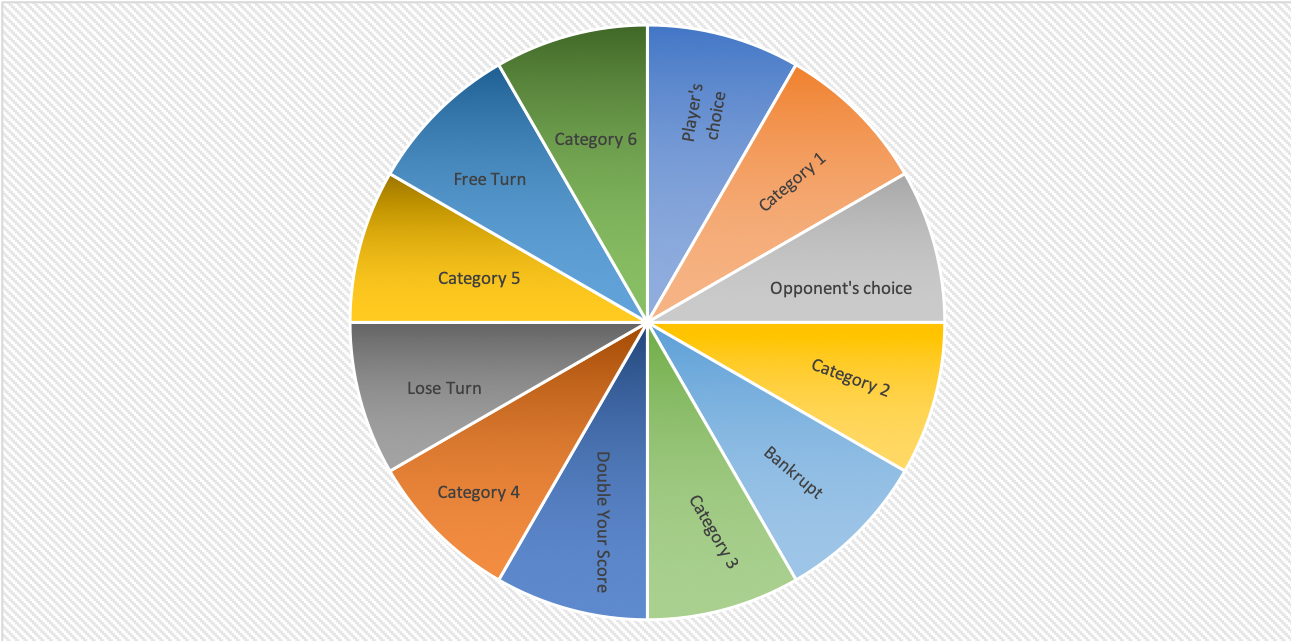 Player's
choice
Category 1
Opponent's choice
Category 2
Bankrupt
Category 3
Double Your Score
Category 4
Lose Turn
Category 5
Free Turn
Category 6